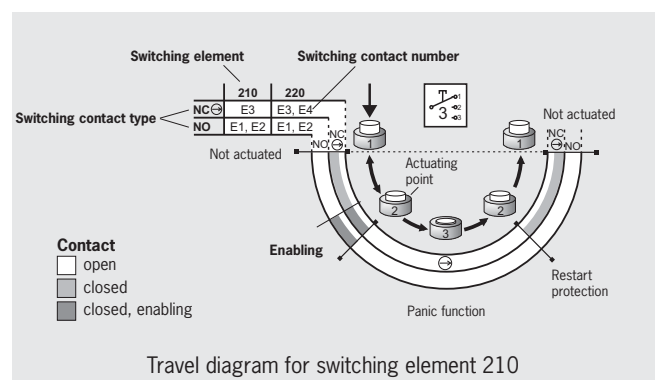 Switching element
Switching contact number
210 220
NC E3 E3, E4
Switching contact type
NO E1, E2 E1, E2
NC
NO
Not actuated
1
3
1
2
3
Not actuated
1
NC
NO
Actuating
point
2
2
3
Enabling
Contact
open
closed
closed, enabling
Restart
protection
Panic function
Travel diagram for switching element 210